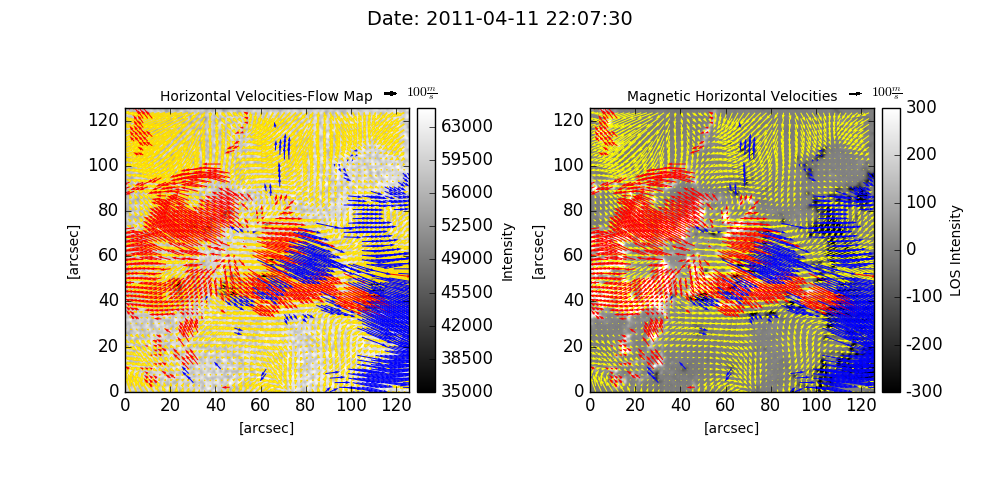 Date: 2011-04-11 22:07:30
Horizontal Velocities-Flow Map
100 m/s
Magnetic Horizontal Velocities
100 m/s
120
100
80
60
40
20
0
[arcsec]
0 20 40 60 80 100 120
[arcsec]
63000
59500
56000
52500
49000
45500
42000
38500
35000
Intensity
120
100
80
60
40
20
0
[arcsec]
0 20 40 60 80 100 120
[arcsec]
300
200
100
0
-100
-200
-300
LOS Intensity